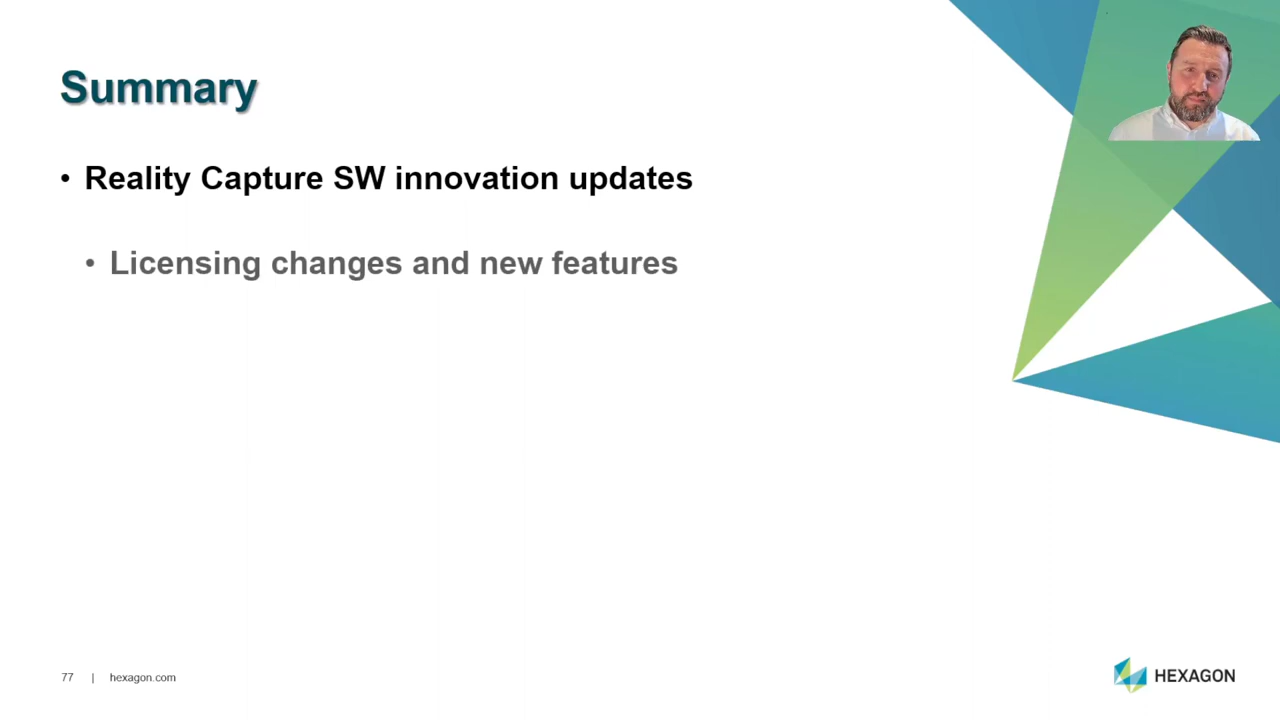 Summary
• Reality Capture SW innovation updates
• Licensing changes and new features
77 | hexagon.com
HEXAGON